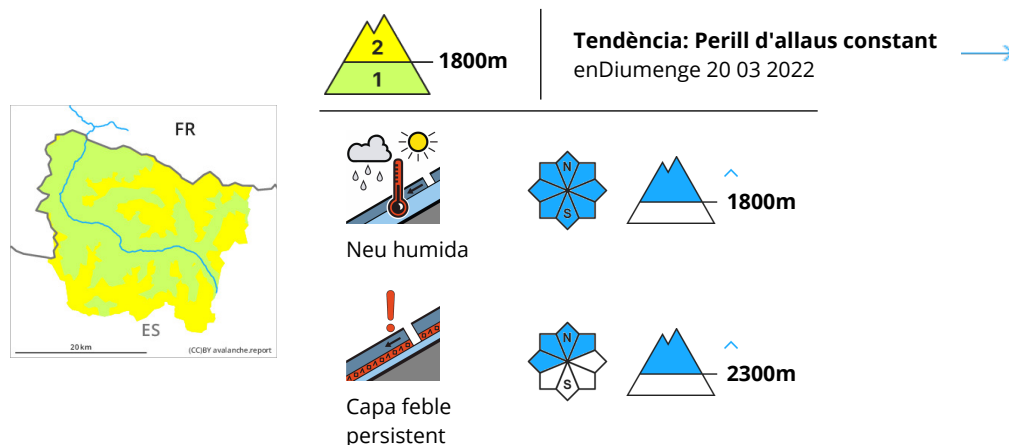 2
1
1800m
Tendència: Perill d'allaus constant
enDiumenge 20 03 2022
FR
ES
20 km
(CC)BY avalanche.report
N
S
1800m
Neu humida
N
S
2300m
Capa feble
persistent